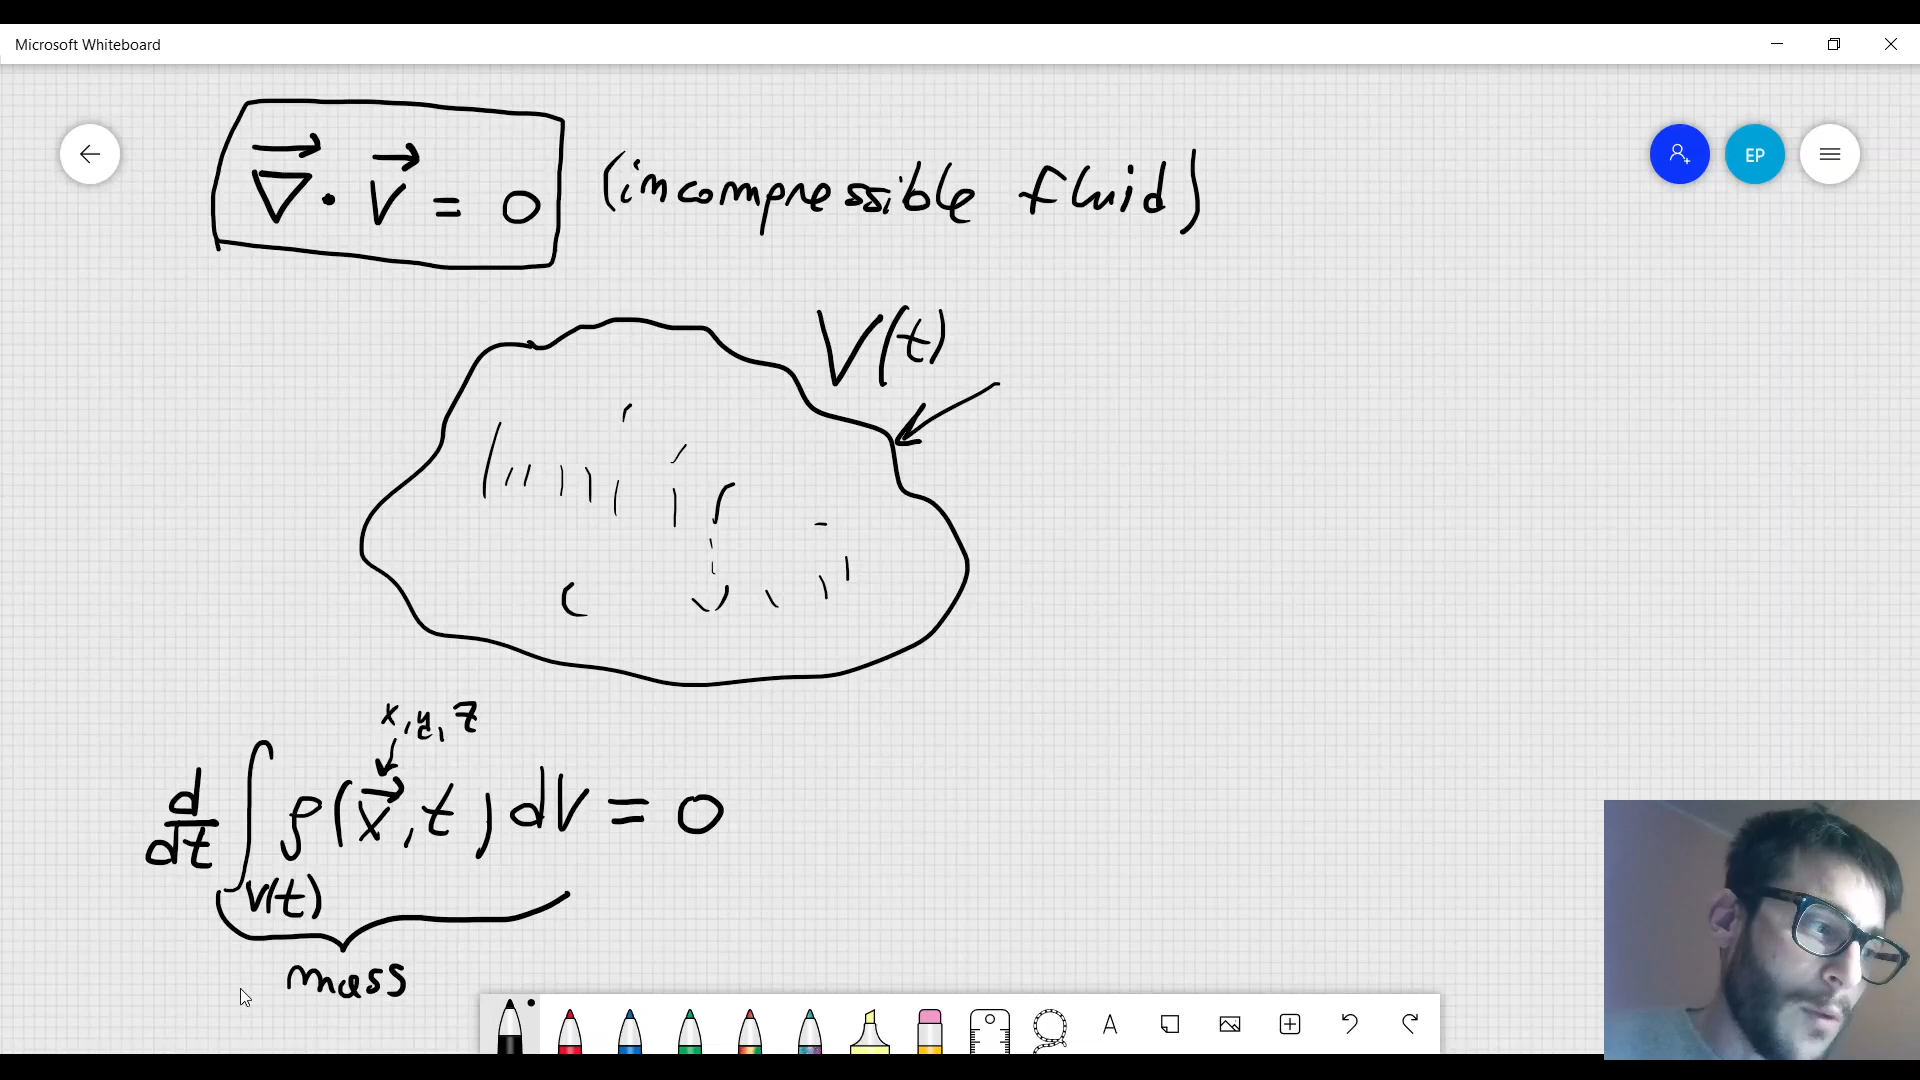 Microsoft Whiteboard
∇⃗ · V⃗ = 0 (incompressible fluid)
EP
V(t)
x, y, z
d/dt ∫ ρ(x⃗, t) dV = 0
V(t)
mass
A